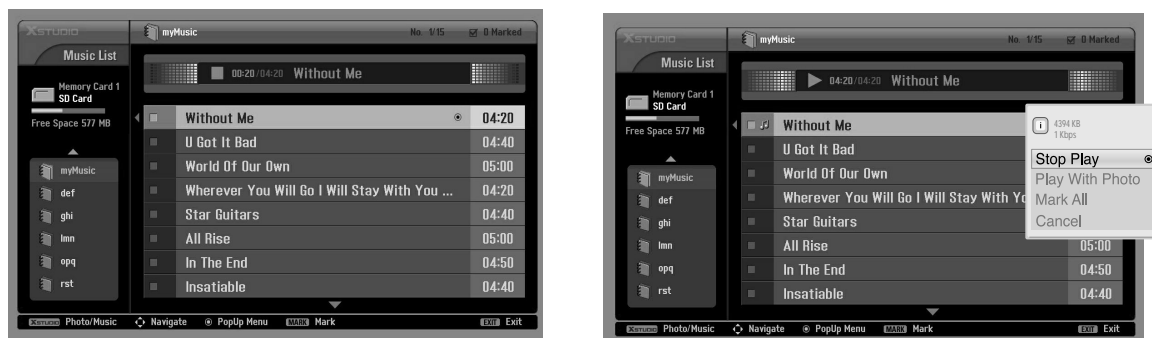 XSTUDIO
myMusic No. 1/15 0 Marked
Music List
00:20/04:20 Without Me
Memory Card 1
SD Card
Free Space 577 MB
Without Me 04:20
U Got It Bad 04:40
World Of Our Own 05:00
Wherever You Will Go I Will Stay With You ... 04:20
Star Guitars 04:40
All Rise 05:00
In The End 04:50
Insatiable 04:40
myMusic
def
ghi
lmn
opq
rst
XSTUDIO Photo/Music Navigate PopUp Menu MARK Mark EXIT Exit
XSTUDIO
myMusic No. 1/15 0 Marked
Music List
04:20/04:20 Without Me
Memory Card 1
SD Card
Free Space 577 MB
Without Me
U Got It Bad
World Of Our Own
Wherever You Will Go I Will Stay With Yo
Star Guitars
All Rise 05:00
In The End 04:50
Insatiable 04:40
i 4394 KB
1 Kbps
Stop Play
Play With Photo
Mark All
Cancel
myMusic
def
ghi
lmn
opq
rst
XSTUDIO Photo/Music Navigate PopUp Menu MARK Mark EXIT Exit